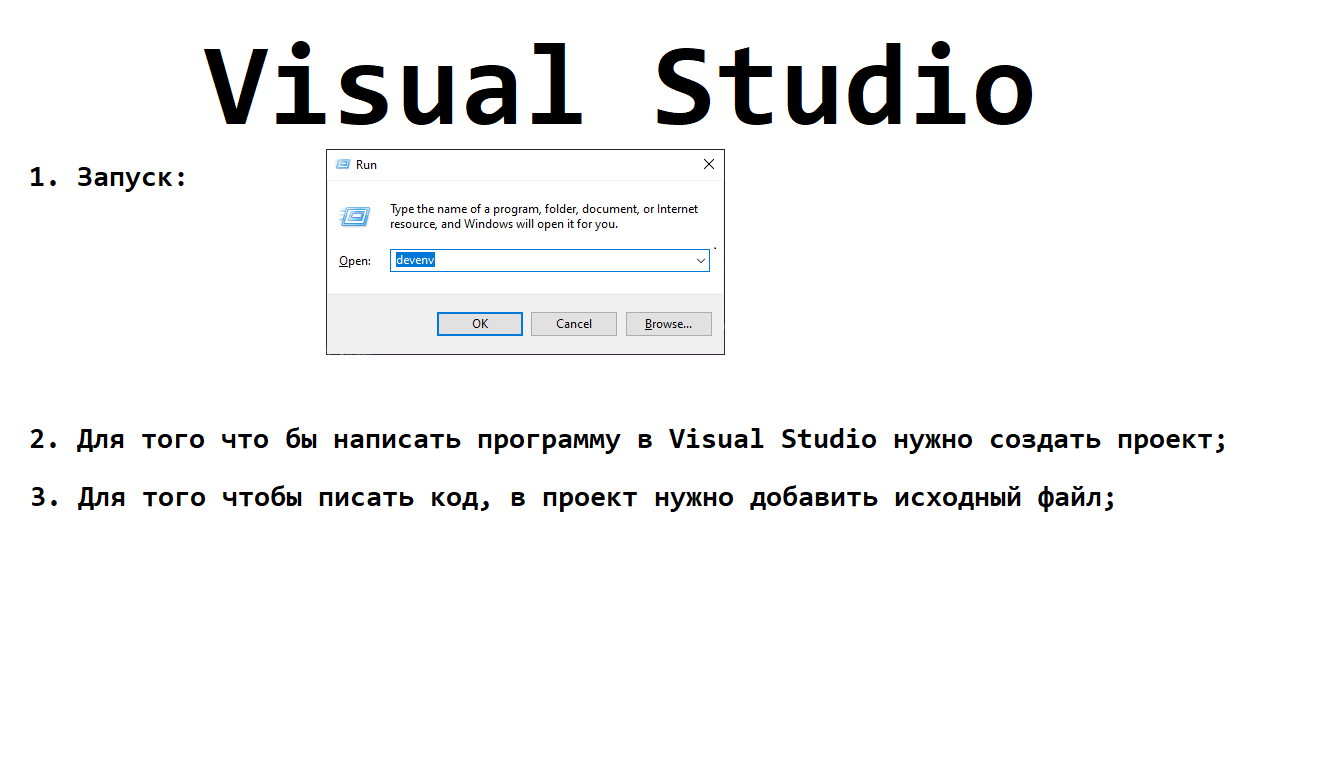 Visual Studio
1. Запуск:
Run
Type the name of a program, folder, document, or Internet
resource, and Windows will open it for you.
Open:
devenv
OK
Cancel
Browse...
2. Для того что бы написать программу в Visual Studio нужно создать проект;
3. Для того чтобы писать код, в проект нужно добавить исходный файл;